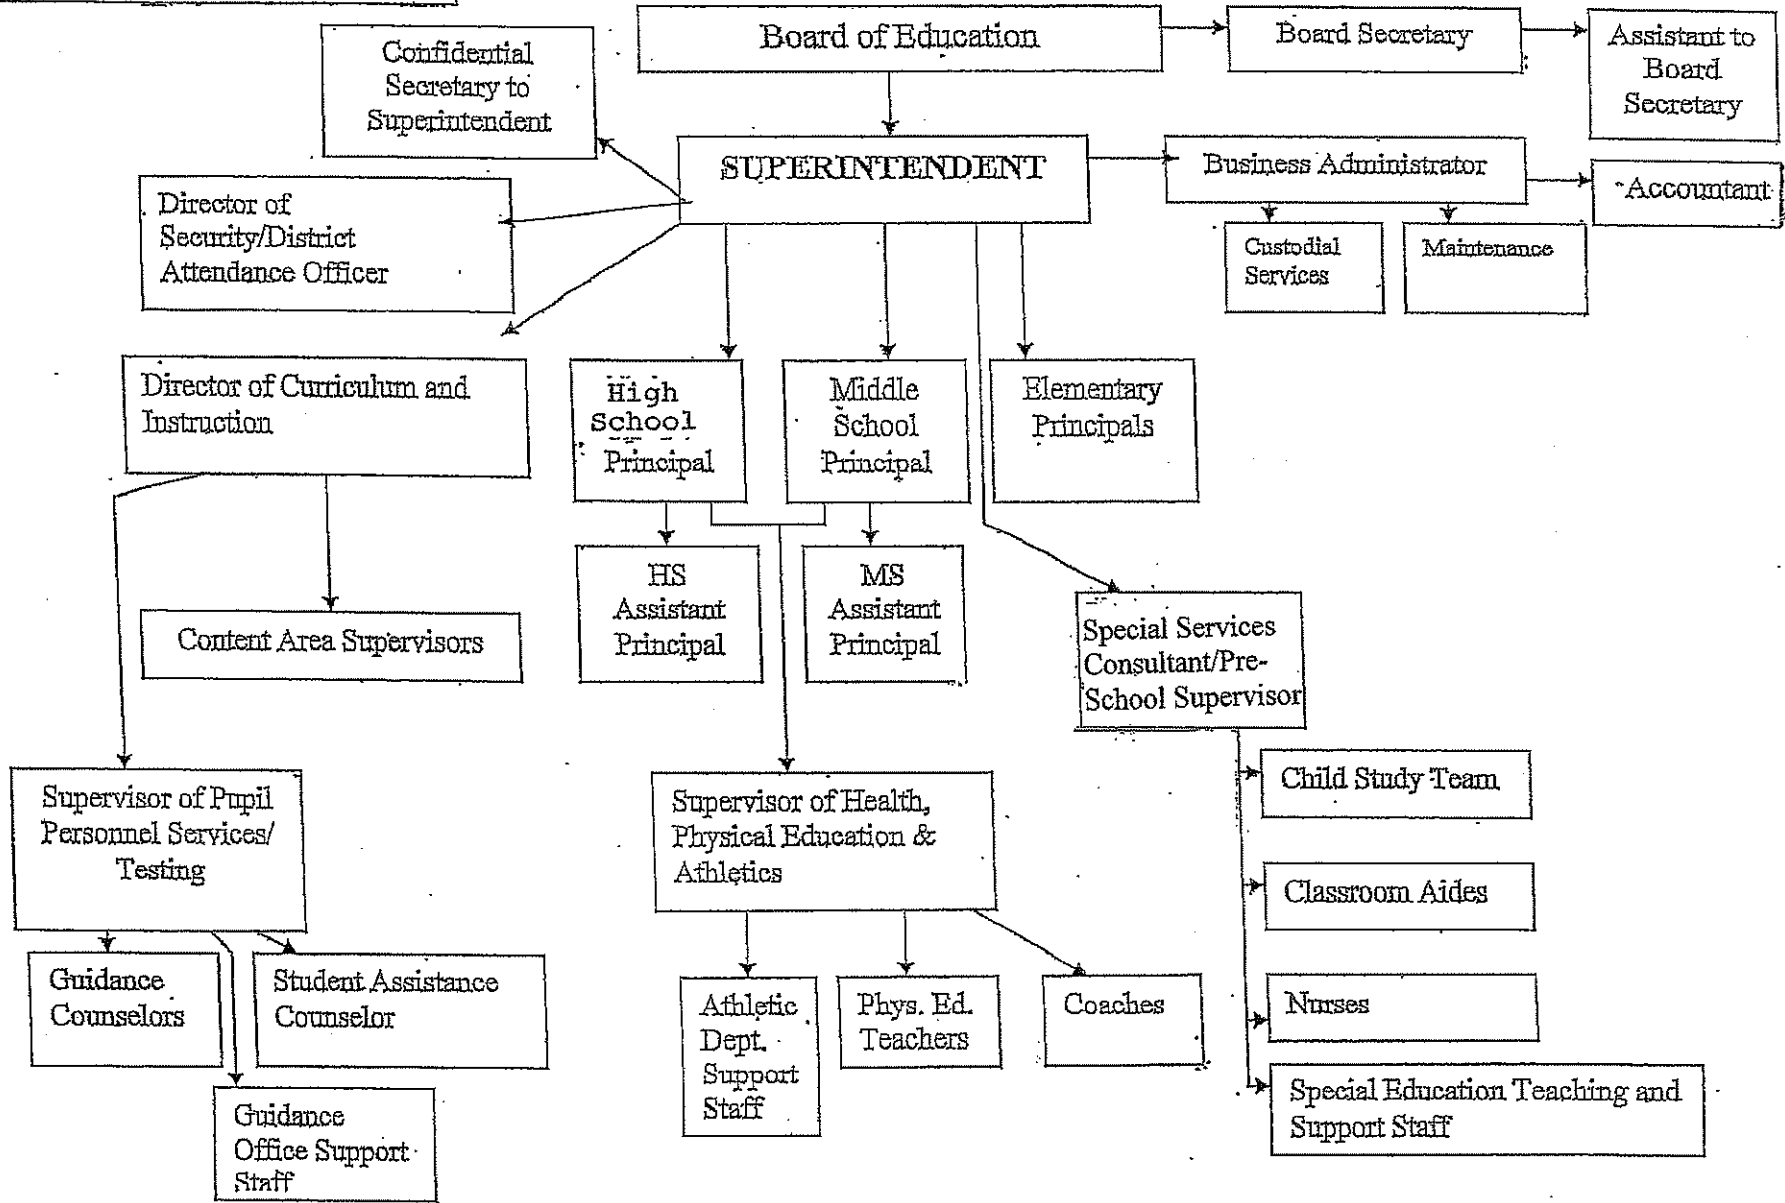 Board of Education
Board Secretary
Assistant to
Board
Secretary
Confidential
Secretary to
Superintendent
SUPERINTENDENT
Business Administrator
Accountant
Director of
Security/District
Attendance Officer
Custodial
Services
Maintenance
Director of Curriculum and
Instruction
High
School
Principal
Middle
School
Principal
Elementary
Principals
HS
Assistant
Principal
MS
Assistant
Principal
Content Area Supervisors
Special Services
Consultant/Pre-
School Supervisor
Supervisor of Pupil
Personnel Services/
Testing
Supervisor of Health,
Physical Education &
Athletics
Child Study Team
Classroom Aides
Nurses
Special Education Teaching and
Support Staff
Guidance
Counselors
Student Assistance
Counselor
Guidance
Office Support
Staff
Athletic
Dept.
Support
Staff
Phys. Ed.
Teachers
Coaches